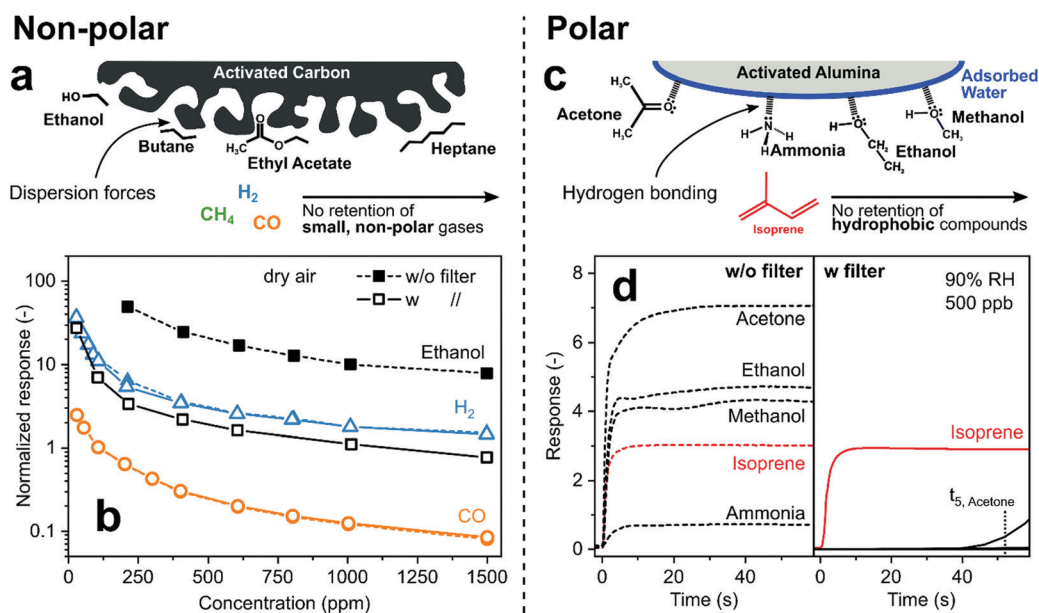 Non-polar
a
Activated Carbon
HO
Ethanol
Butane
O
H₃C
O
Ethyl Acetate
Heptane
Dispersion forces
H₂
CH₄
CO
No retention of
small, non-polar gases
b
dry air
w/o filter
w //
Ethanol
H₂
CO
Normalized response (-)
100
10
1
0.1
0
250
500
750
1000
1250
1500
Concentration (ppm)
Polar
c
Activated Alumina
Adsorbed
Water
H₃C
C=O:
H₃C
Acetone
N
H
H
H
Ammonia
H-O:
CH₂
CH₃
Ethanol
H-O:
CH₃
Methanol
Hydrogen bonding
Isoprene
No retention of
hydrophobic compounds
d
w/o filter
w filter
90% RH
500 ppb
Acetone
Ethanol
Methanol
Isoprene
Ammonia
Isoprene
t5, Acetone
Response (-)
8
6
4
2
0
0
20
40
Time (s)
0
20
40
Time (s)